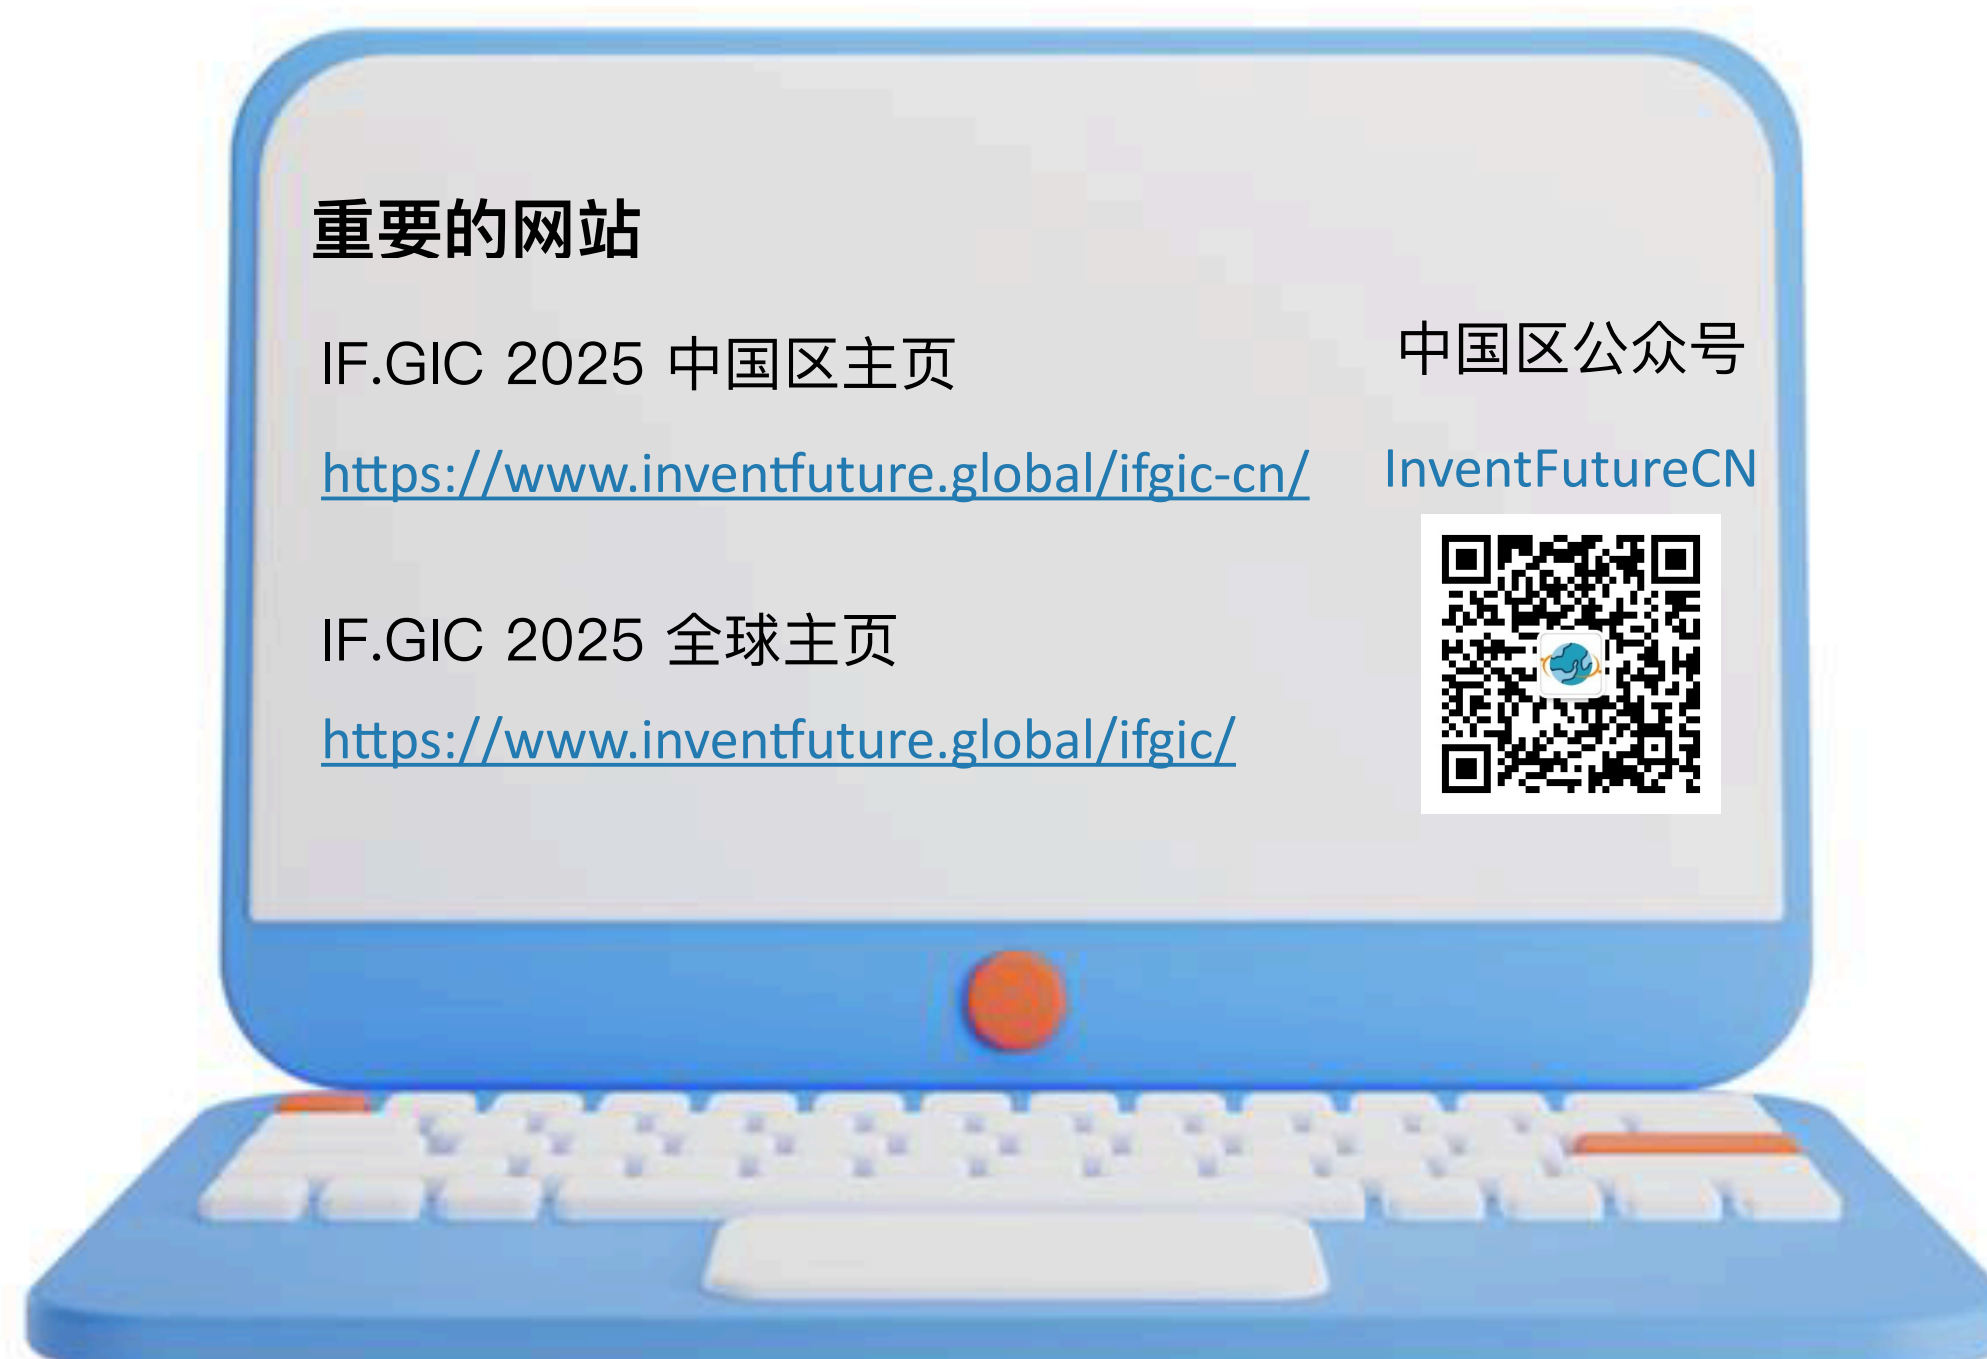 重要的网站
IF.GIC 2025 中国区主页
https://www.inventfuture.global/ifgic-cn/
IF.GIC 2025 全球主页
https://www.inventfuture.global/ifgic/
中国区公众号
InventFutureCN